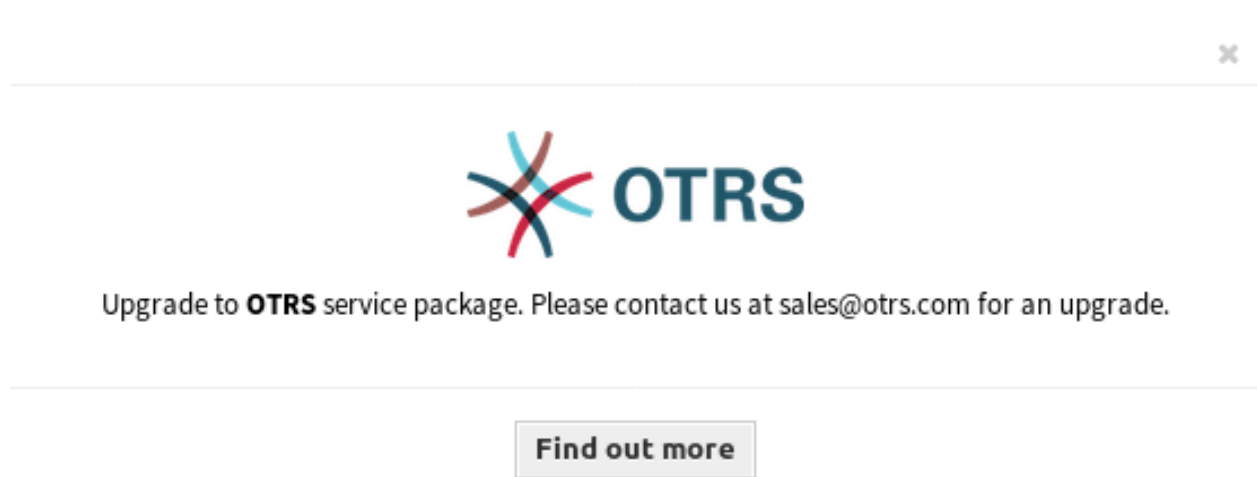 OTRS
Upgrade to OTRS service package. Please contact us at sales@otrs.com for an upgrade.
Find out more